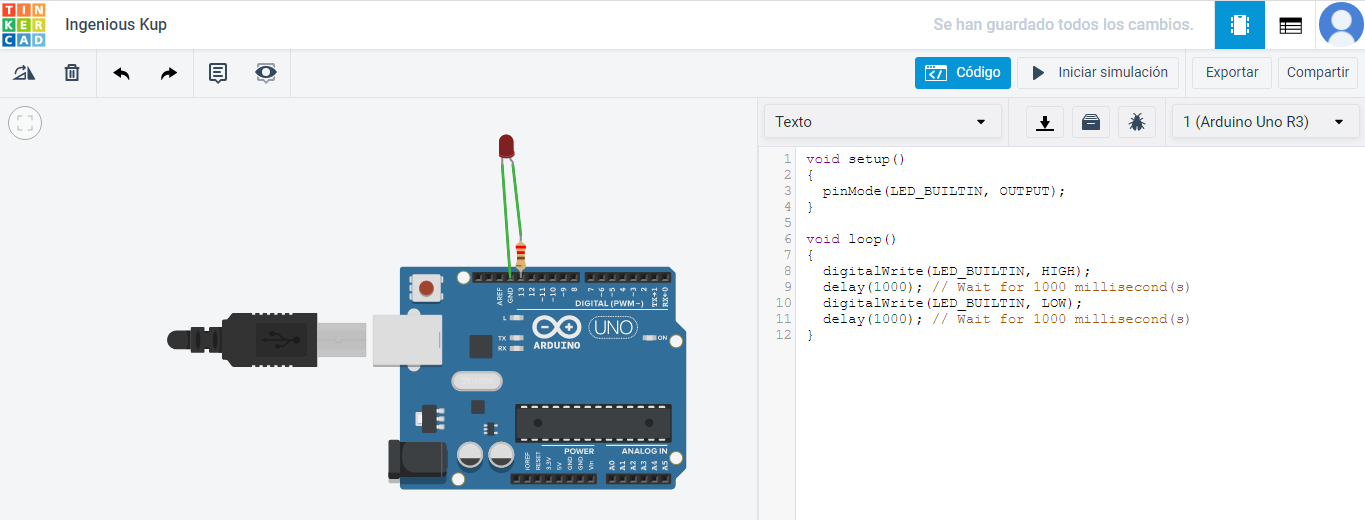 TIN
KER
CAD
Ingenious Kup
Se han guardado todos los cambios.
Código
Iniciar simulación
Exportar
Compartir
Texto
1 (Arduino Uno R3)
1 void setup()
2 {
3 pinMode(LED_BUILTIN, OUTPUT);
4 }
5
6 void loop()
7 {
8 digitalWrite(LED_BUILTIN, HIGH);
9 delay(1000); // Wait for 1000 millisecond(s)
10 digitalWrite(LED_BUILTIN, LOW);
11 delay(1000); // Wait for 1000 millisecond(s)
12 }
AREF
GND
13
12
~11
~10
~9
8
7
~6
~5
4
~3
2
TX→1
RX←0
DIGITAL (PWM~)
L
TX
RX
ARDUINO
UNO
ON
POWER
ANALOG IN
IOREF
RESET
3.3V
5V
GND
GND
Vin
A0
A1
A2
A3
A4
A5